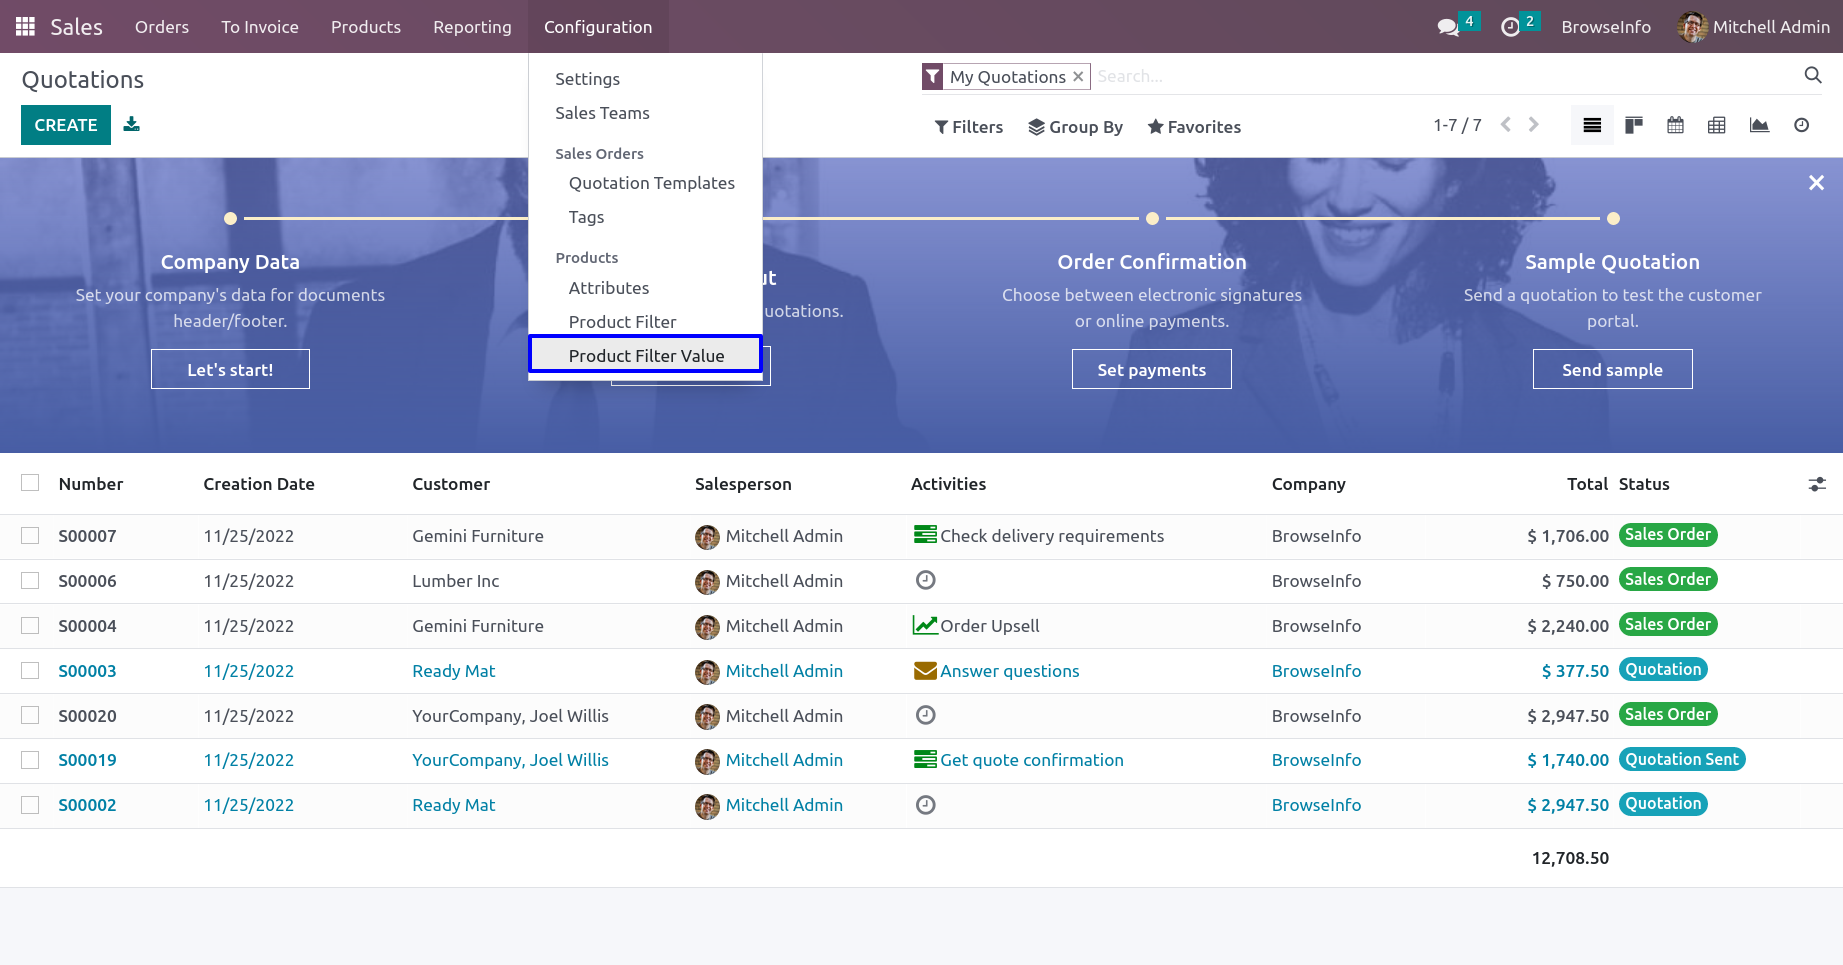 Sales Orders To Invoice Products Reporting Configuration 4 2 BrowseInfo Mitchell Admin
Quotations
My Quotations × Search...
CREATE
Filters Group By Favorites 1-7 / 7
Settings
Sales Teams
Sales Orders
Quotation Templates
Tags
Products
Attributes
Product Filter
Product Filter Value
Company Data
Set your company's data for documents
header/footer.
Let's start!
uotations.
Order Confirmation
Choose between electronic signatures
or online payments.
Set payments
Sample Quotation
Send a quotation to test the customer
portal.
Send sample
Number Creation Date Customer Salesperson Activities Company Total Status
S00007 11/25/2022 Gemini Furniture Mitchell Admin Check delivery requirements BrowseInfo $ 1,706.00 Sales Order
S00006 11/25/2022 Lumber Inc Mitchell Admin BrowseInfo $ 750.00 Sales Order
S00004 11/25/2022 Gemini Furniture Mitchell Admin Order Upsell BrowseInfo $ 2,240.00 Sales Order
S00003 11/25/2022 Ready Mat Mitchell Admin Answer questions BrowseInfo $ 377.50 Quotation
S00020 11/25/2022 YourCompany, Joel Willis Mitchell Admin BrowseInfo $ 2,947.50 Sales Order
S00019 11/25/2022 YourCompany, Joel Willis Mitchell Admin Get quote confirmation BrowseInfo $ 1,740.00 Quotation Sent
S00002 11/25/2022 Ready Mat Mitchell Admin BrowseInfo $ 2,947.50 Quotation
12,708.50